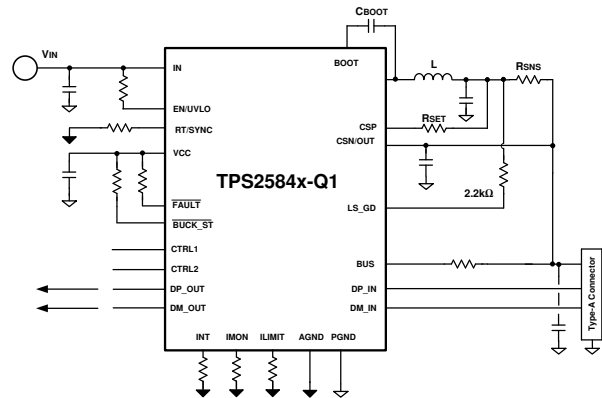 CBOOT
VIN
IN
BOOT
L
RSNS
EN/UVLO
RT/SYNC
CSP
RSET
CSN/OUT
VCC
TPS2584x-Q1
2.2kΩ
FAULT
LS_GD
BUCK_ST
CTRL1
CTRL2
BUS
DP_OUT
DP_IN
DM_OUT
DM_IN
Type-A Connector
INT
IMON
ILIMIT
AGND
PGND